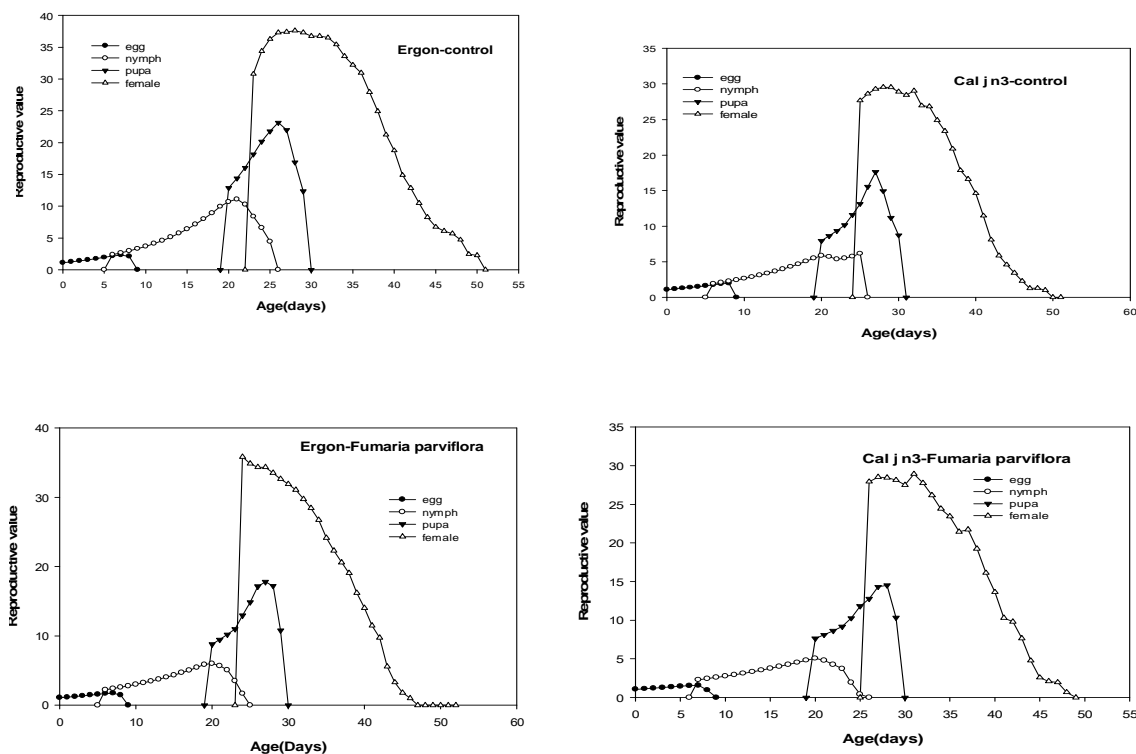 Ergon-control
egg
nymph
pupa
female
Reproductive value
40
35
30
25
20
15
10
5
0
0 5 10 15 20 25 30 35 40 45 50 55
Age(days)
Cal j n3-control
egg
nymph
pupa
female
Reproductive value
35
30
25
20
15
10
5
0
0 10 20 30 40 50 60
Age(days)
Ergon-Fumaria parviflora
egg
nymph
pupa
female
Reproductive value
40
30
20
10
0
0 10 20 30 40 50 60
Age(Days)
Cal j n3-Fumaria parviflora
egg
nymph
pupa
female
Reproductive value
35
30
25
20
15
10
5
0
0 5 10 15 20 25 30 35 40 45 50 55
Age(days)